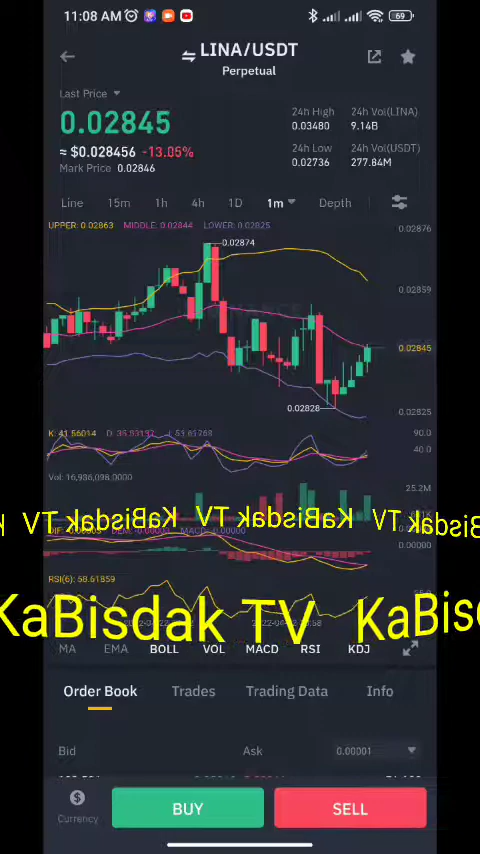 11:08 AM
69
LINA/USDT
Perpetual
Last Price
0.02845
≈ $0.028456 -13.05%
Mark Price 0.02846
24h High
0.03480
24h Vol(LINA)
9.14B
24h Low
0.02736
24h Vol(USDT)
277.84M
Line 15m 1h 4h 1D 1m Depth
UPPER: 0.02863 MIDDLE: 0.02844 LOWER: 0.02825
0.02876
0.02874
0.02859
0.02845
0.02828
0.02825
K: 41.56014
90.0
40.0
Vol: 16,936,098.0000
25.2M
KaBisdak TV KaBisdak TV KaBisdak TV
0.00000
RSI(6): 58.61859
KaBisdak TV KaBisd
MA EMA BOLL VOL MACD RSI KDJ
Order Book Trades Trading Data Info
Bid Ask 0.00001
Currency
BUY SELL